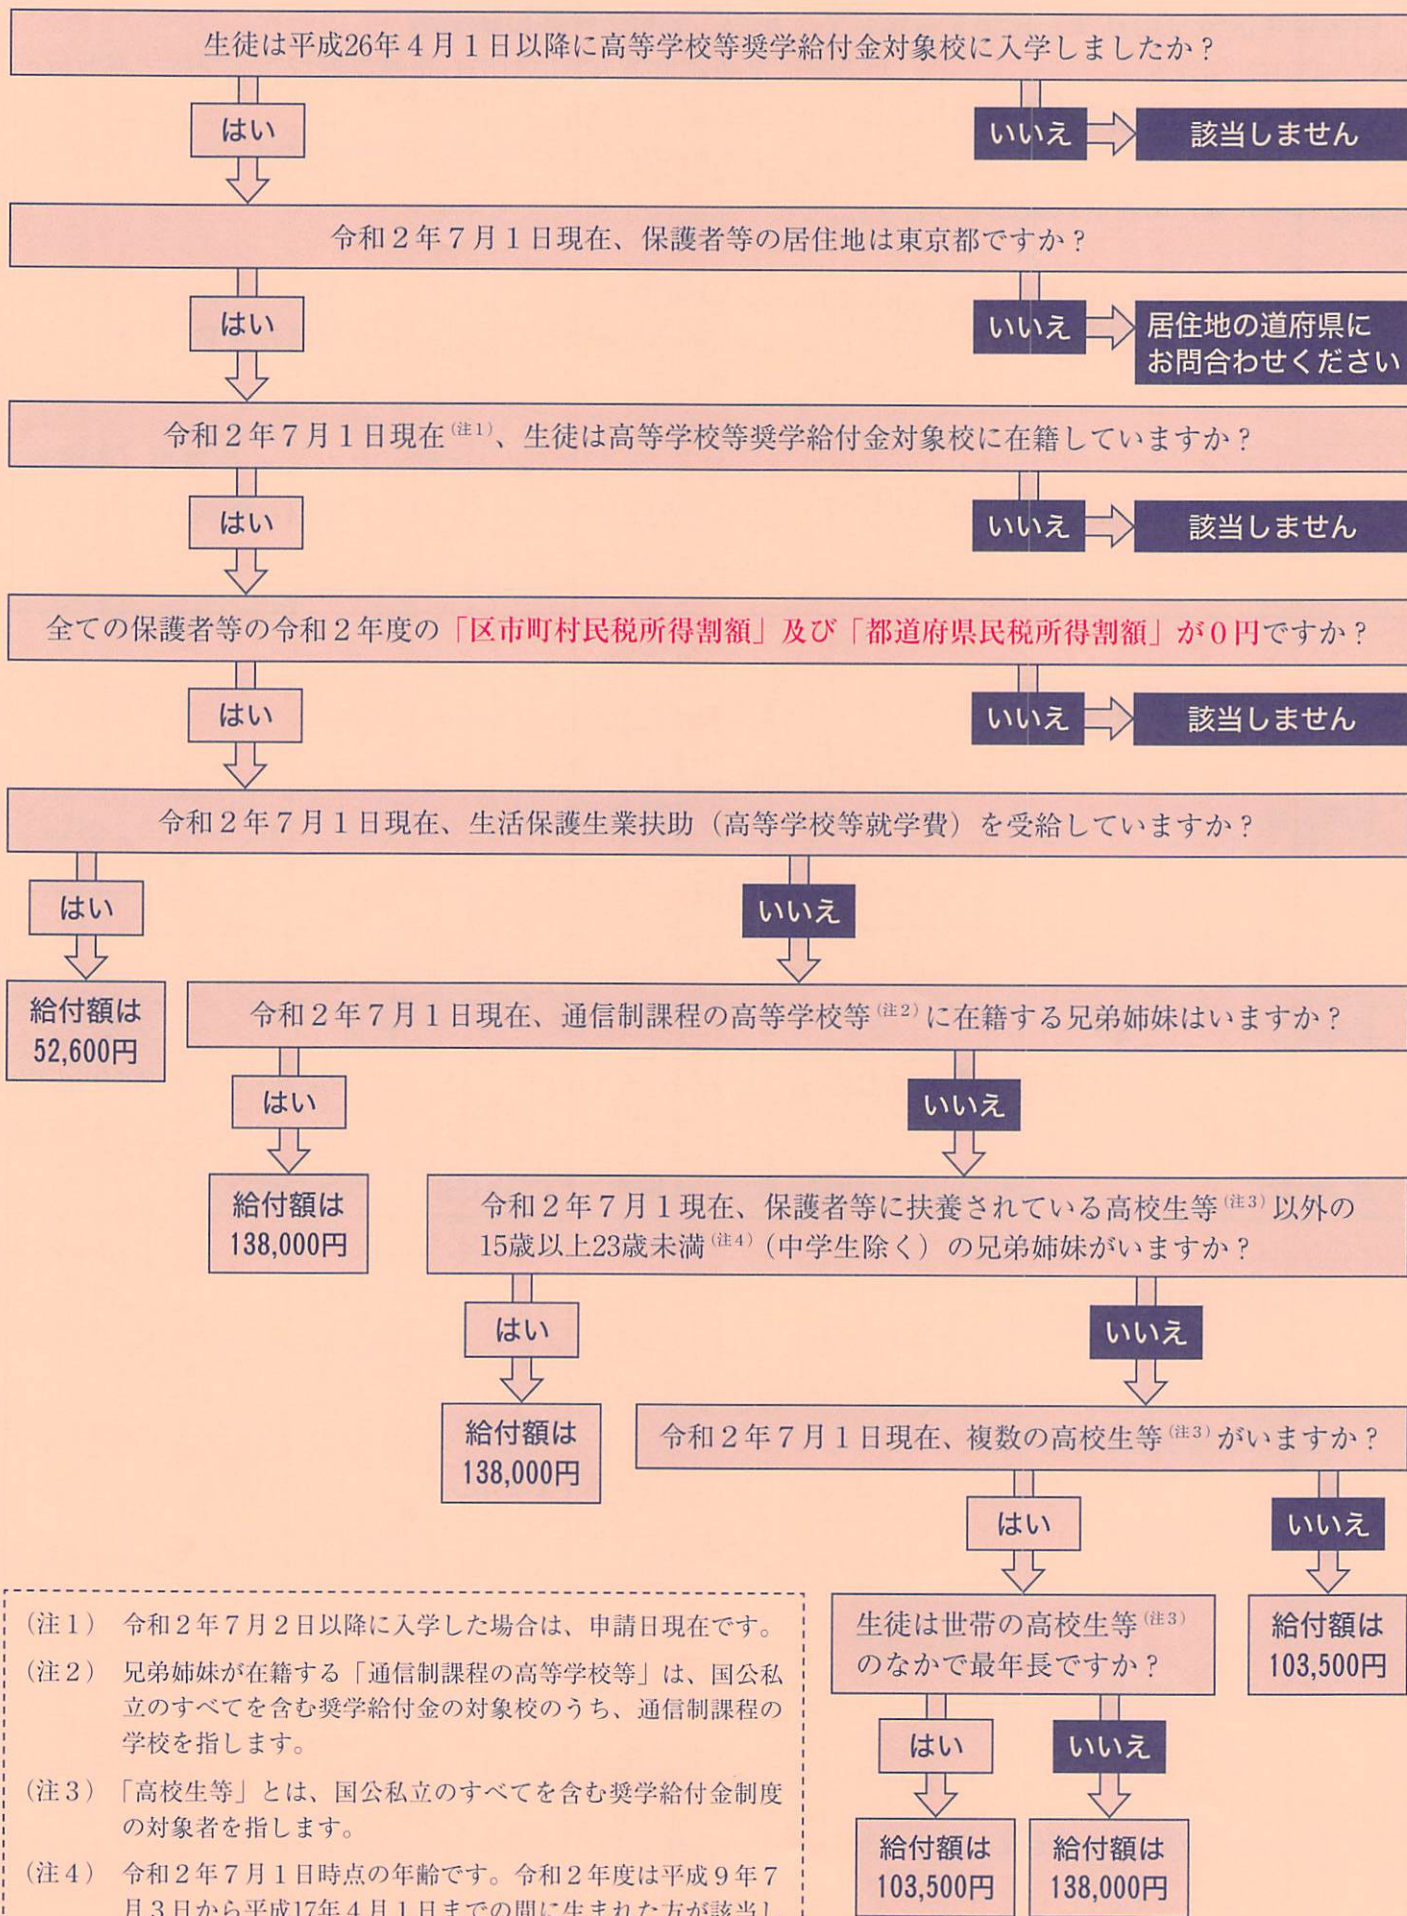 生徒は平成26年４月１日以降に高等学校等奨学給付金対象校に入学しましたか？
はい
いいえ
該当しません
令和２年７月１日現在、保護者等の居住地は東京都ですか？
はい
いいえ
居住地の道府県に
お問合わせください
令和２年７月１日現在(注1)、生徒は高等学校等奨学給付金対象校に在籍していますか？
はい
いいえ
該当しません
全ての保護者等の令和２年度の「区市町村民税所得割額」及び「都道府県民税所得割額」が０円ですか？
はい
いいえ
該当しません
令和２年７月１日現在、生活保護生業扶助（高等学校等就学費）を受給していますか？
はい
いいえ
給付額は
52,600円
令和２年７月１日現在、通信制課程の高等学校等(注2)に在籍する兄弟姉妹はいますか？
はい
いいえ
給付額は
138,000円
令和２年７月１現在、保護者等に扶養されている高校生等(注3)以外の
15歳以上23歳未満(注4)（中学生除く）の兄弟姉妹がいますか？
はい
いいえ
給付額は
138,000円
令和２年７月１日現在、複数の高校生等(注3)がいますか？
はい
いいえ
生徒は世帯の高校生等(注3)
のなかで最年長ですか？
給付額は
103,500円
はい
いいえ
給付額は
103,500円
給付額は
138,000円
（注１）　令和２年７月２日以降に入学した場合は、申請日現在です。
（注２）　兄弟姉妹が在籍する「通信制課程の高等学校等」は、国公私
立のすべてを含む奨学給付金の対象校のうち、通信制課程の
学校を指します。
（注３）　「高校生等」とは、国公私立のすべてを含む奨学給付金制度
の対象者を指します。
（注４）　令和２年７月１日時点の年齢です。令和２年度は平成９年７
月３日から平成17年４月１日までの間に生まれた方が該当し